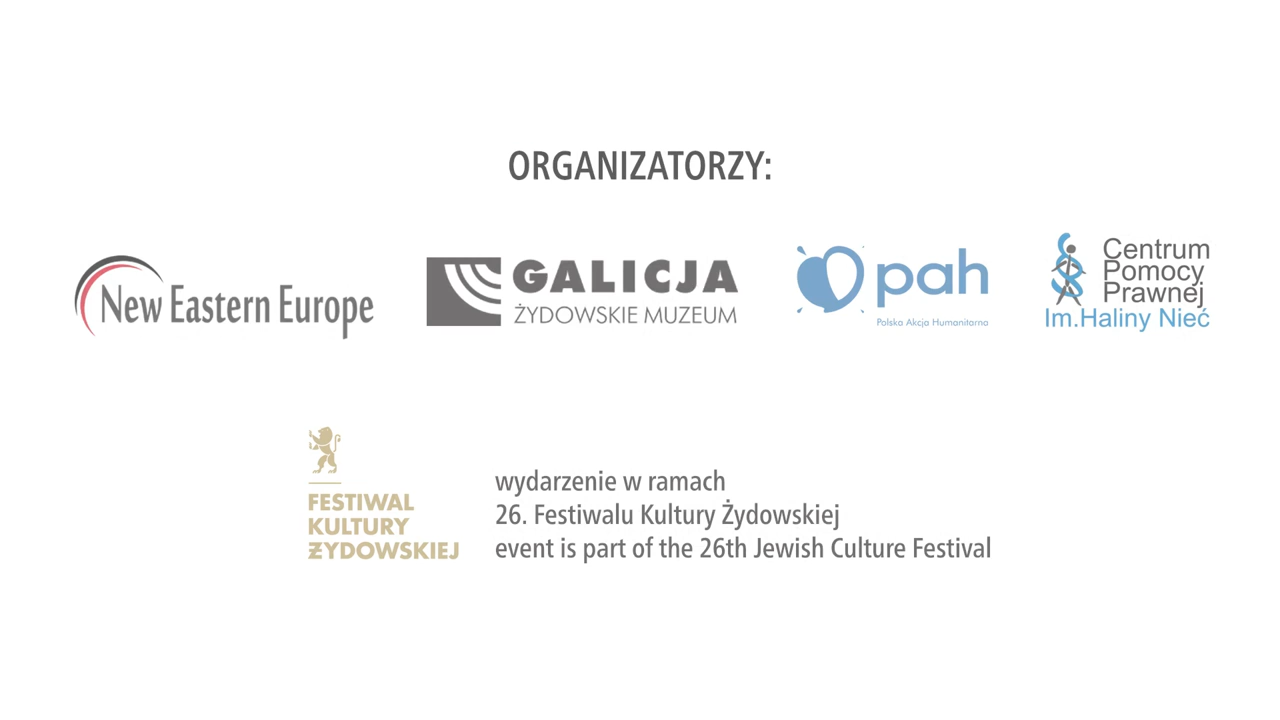 ORGANIZATORZY:
New Eastern Europe
GALICJA
ŻYDOWSKIE MUZEUM
pah
Polska Akcja Humanitarna
Centrum
Pomocy
Prawnej
Im.Haliny Nieć
FESTIWAL
KULTURY
ŻYDOWSKIEJ
wydarzenie w ramach
26. Festiwalu Kultury Żydowskiej
event is part of the 26th Jewish Culture Festival